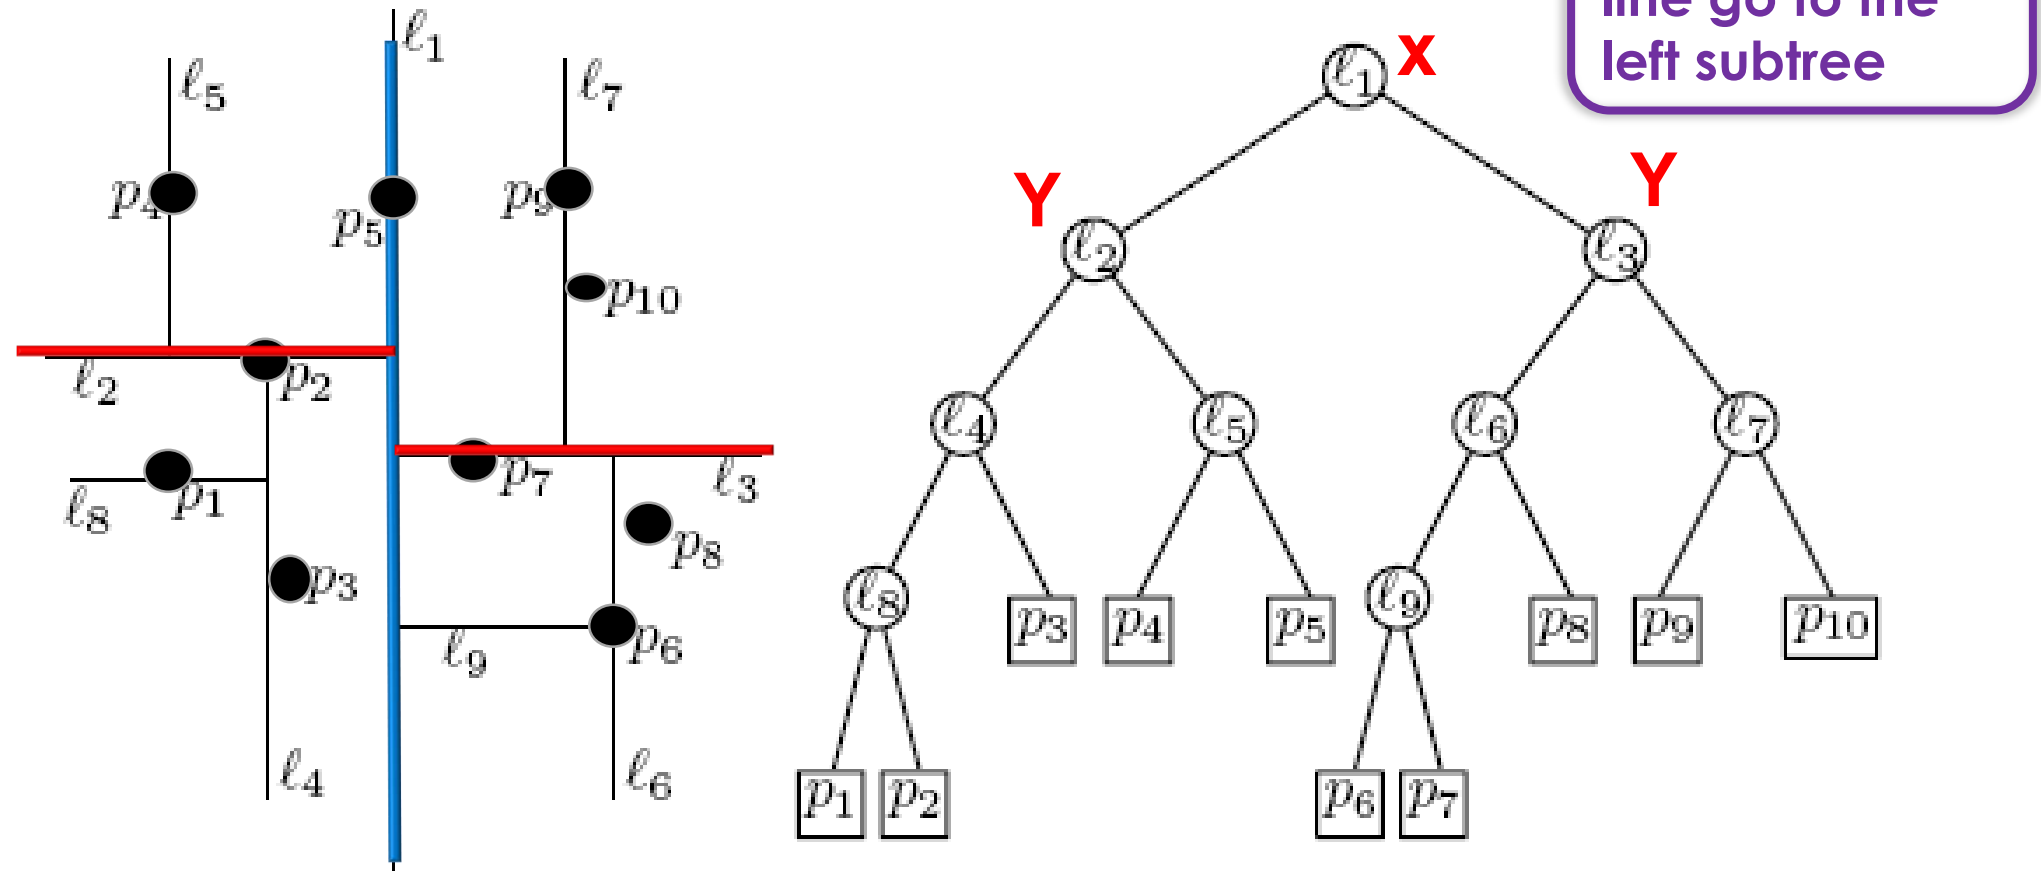 line go to the
left subtree
ℓ1
ℓ5
ℓ7
p4
p5
p9
p10
ℓ2
p2
p1
ℓ8
p7
ℓ3
p8
p3
ℓ9
p6
ℓ4
ℓ6
ℓ1 X
Y Y
ℓ2 ℓ3
ℓ4 ℓ5 ℓ6 ℓ7
ℓ8 p3 p4 p5 ℓ9 p8 p9 p10
p1 p2 p6 p7